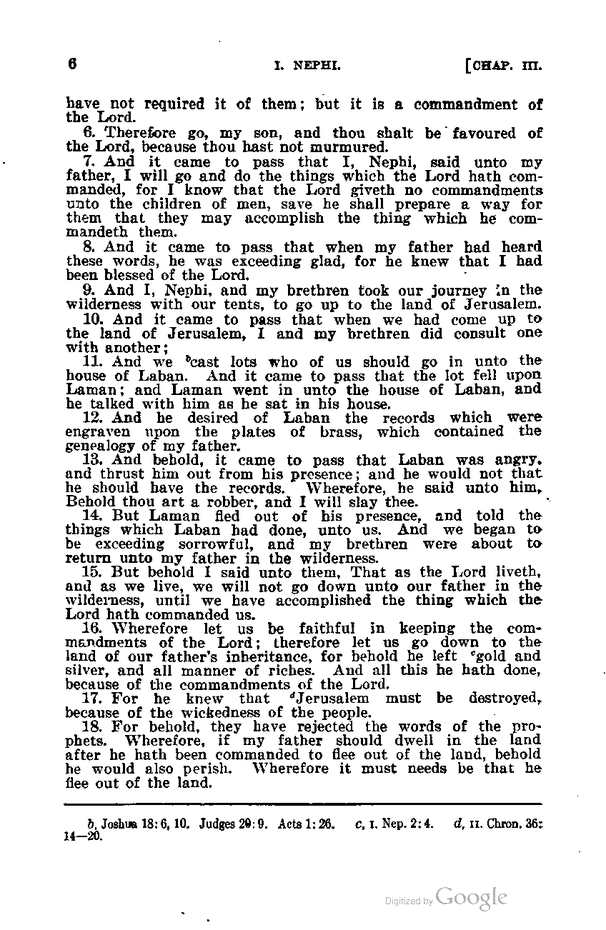 6 I. NEPHI. [CHAP. III.
have not required it of them; but it is a commandment of
the Lord.
6. Therefore go, my son, and thou shalt be favoured of
the Lord, because thou hast not murmured.
7. And it came to pass that I, Nephi, said unto my
father, I will go and do the things which the Lord hath com-
manded, for I know that the Lord giveth no commandments
unto the children of men, save he shall prepare a way for
them that they may accomplish the thing which he com-
mandeth them.
8. And it came to pass that when my father had heard
these words, he was exceeding glad, for he knew that I had
been blessed of the Lord.
9. And I, Nephi, and my brethren took our journey in the
wilderness with our tents, to go up to the land of Jerusalem.
10. And it came to pass that when we had come up to
the land of Jerusalem, I and my brethren did consult one
with another;
11. And we bcast lots who of us should go in unto the
house of Laban. And it came to pass that the lot fell upon
Laman; and Laman went in unto the house of Laban, and
he talked with him as he sat in his house.
12. And he desired of Laban the records which were
engraven upon the plates of brass, which contained the
genealogy of my father.
13. And behold, it came to pass that Laban was angry,
and thrust him out from his presence; and he would not that
he should have the records. Wherefore, he said unto him,
Behold thou art a robber, and I will slay thee.
14. But Laman fled out of his presence, and told the
things which Laban had done, unto us. And we began to
be exceeding sorrowful, and my brethren were about to
return unto my father in the wilderness.
15. But behold I said unto them, That as the Lord liveth,
and as we live, we will not go down unto our father in the
wilderness, until we have accomplished the thing which the
Lord hath commanded us.
16. Wherefore let us be faithful in keeping the com-
mandments of the Lord; therefore let us go down to the
land of our father's inheritance, for behold he left cgold and
silver, and all manner of riches. And all this he hath done,
because of the commandments of the Lord.
17. For he knew that dJerusalem must be destroyed,
because of the wickedness of the people.
18. For behold, they have rejected the words of the pro-
phets. Wherefore, if my father should dwell in the land
after he hath been commanded to flee out of the land, behold
he would also perish. Wherefore it must needs be that he
flee out of the land.
b, Joshua 18:6, 10. Judges 20:9. Acts 1:26. c, I. Nep. 2:4. d, II. Chron. 36:
14—20.
Digitized by Google